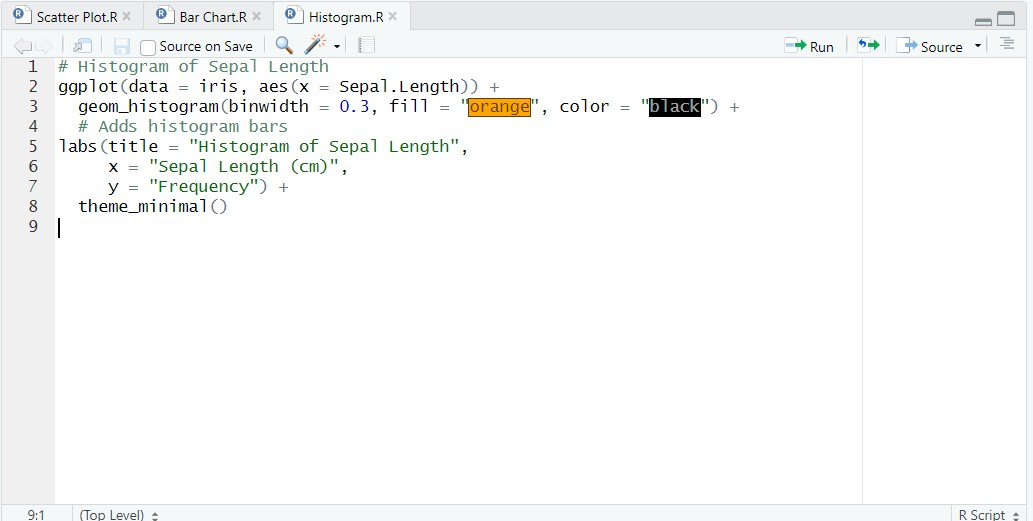 Scatter Plot.R Bar Chart.R Histogram.R
Source on Save Run Source
1 # Histogram of Sepal Length
2 ggplot(data = iris, aes(x = Sepal.Length)) +
3   geom_histogram(binwidth = 0.3, fill = "orange", color = "black") +
4   # Adds histogram bars
5 labs(title = "Histogram of Sepal Length",
6      x = "Sepal Length (cm)",
7      y = "Frequency") +
8   theme_minimal()
9
9:1 (Top Level) R Script